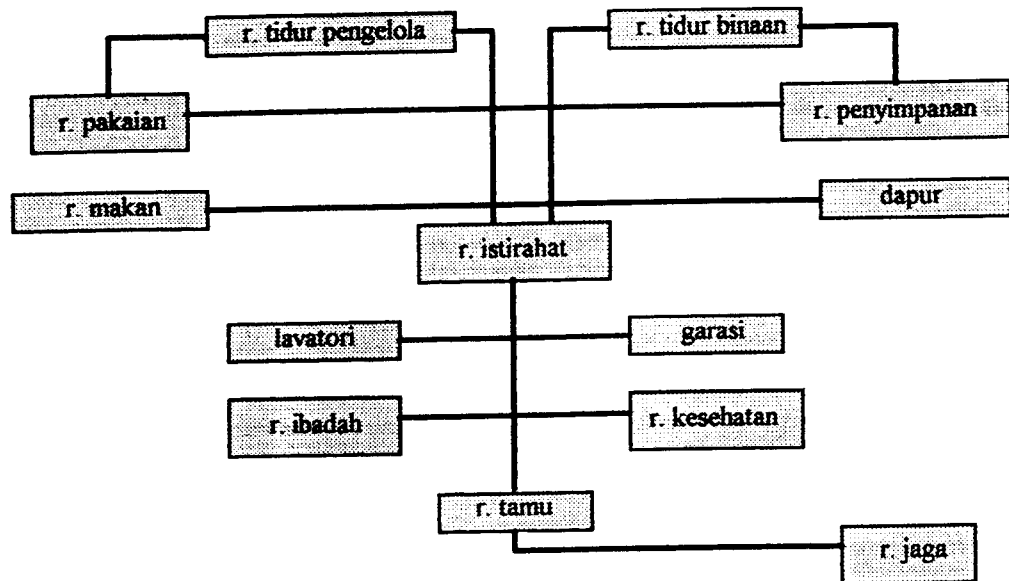 r. tidur pengelola
r. tidur binaan
r. pakaian
r. penyimpanan
r. makan
dapur
r. istirahat
lavatori
garasi
r. ibadah
r. kesehatan
r. tamu
r. jaga